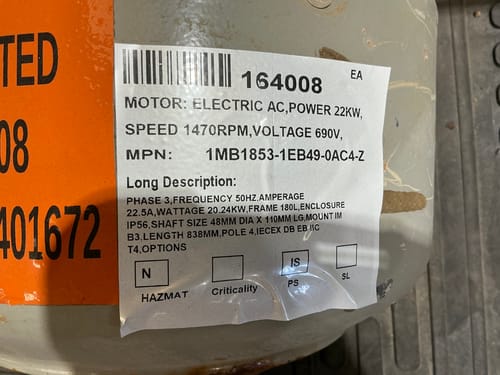 TED
08
401672
164008
EA
MOTOR: ELECTRIC AC,POWER 22KW,
SPEED 1470RPM,VOLTAGE 690V,
MPN: 1MB1853-1EB49-0AC4-Z
Long Description:
PHASE 3,FREQUENCY 50HZ,AMPERAGE
22.5A,WATTAGE 20.24KW,FRAME 180L,ENCLOSURE
IP56,SHAFT SIZE 48MM DIA X 110MM LG,MOUNT IM
B3,LENGTH 838MM,POLE 4,IECEX DB EB IIC
T4,OPTIONS
N
HAZMAT
Criticality
IS
PS
SL